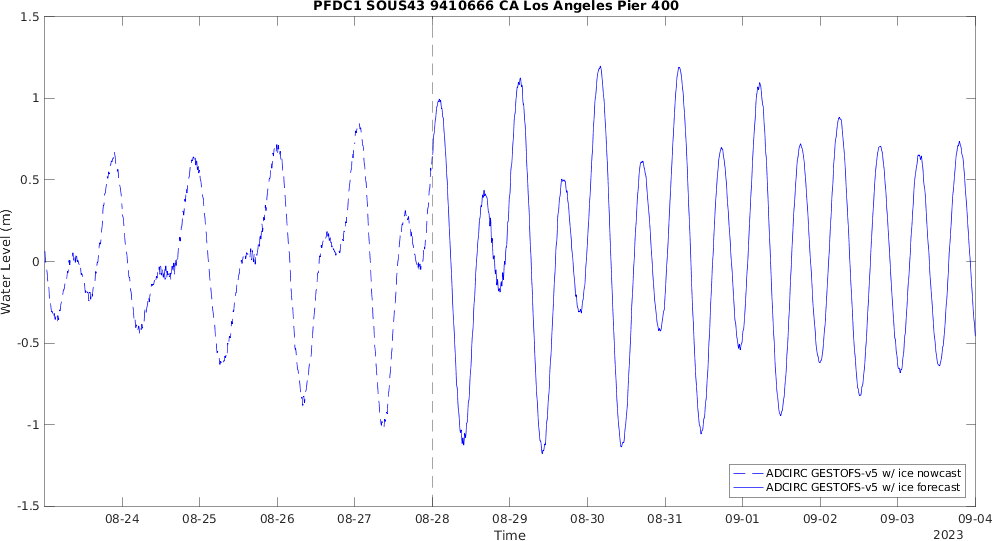 PFDC1 SOUS43 9410666 CA Los Angeles Pier 400
Water Level (m)
1.5
1
0.5
0
-0.5
-1
-1.5
ADCIRC GESTOFS-v5 w/ ice nowcast
ADCIRC GESTOFS-v5 w/ ice forecast
08-24 08-25 08-26 08-27 08-28 08-29 08-30 08-31 09-01 09-02 09-03 09-04
Time
2023